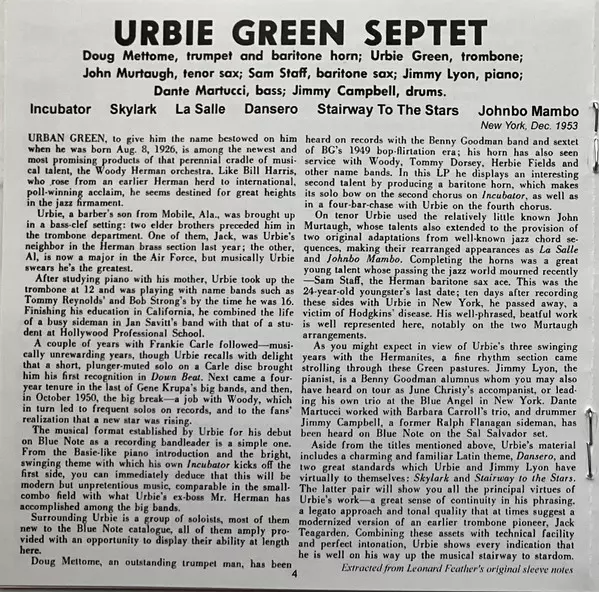 URBIE GREEN SEPTET
Doug Mettome, trumpet and baritone horn; Urbie Green, trombone;
John Murtaugh, tenor sax; Sam Staff, baritone sax; Jimmy Lyon, piano;
Dante Martucci, bass; Jimmy Campbell, drums.
Incubator Skylark La Salle Dansero Stairway To The Stars Johnbo Mambo
New York, Dec. 1953
URBAN GREEN, to give him the name bestowed on him
when he was born Aug. 8, 1926, is among the newest and
most promising products of that perennial cradle of musi-
cal talent, the Woody Herman orchestra. Like Bill Harris,
who rose from an earlier Herman herd to international,
poll-winning acclaim, he seems destined for great heights
in the jazz firmament.
Urbie, a barber's son from Mobile, Ala., was brought up
in a bass-clef setting: two elder brothers preceded him in
the trombone department. One of them, Jack, was Urbie's
neighbor in the Herman brass section last year; the other,
Al, is now a major in the Air Force, but musically Urbie
swears he's the greatest.
After studying piano with his mother, Urbie took up the
trombone at 12 and was playing with name bands such as
Tommy Reynolds' and Bob Strong's by the time he was 16.
Finishing his education in California, he combined the life
of a busy sideman in Jan Savitt's band with that of a stu-
dent at Hollywood Professional School.
A couple of years with Frankie Carle followed—musi-
cally unrewarding years, though Urbie recalls with delight
that a short, plunger-muted solo on a Carle disc brought
him his first recognition in Down Beat. Next came a four-
year tenure in the last of Gene Krupa's big bands, and then,
in October 1950, the big break—a job with Woody, which
in turn led to frequent solos on records, and to the fans'
realization that a new star was rising.
The musical format established by Urbie for his debut
on Blue Note as a recording bandleader is a simple one.
From the Basie-like piano introduction and the bright,
swinging theme with which his own Incubator kicks off the
first side, you can immediately deduce that this will be
modern but unpretentious music, comparable in the small-
combo field with what Urbie's ex-boss Mr. Herman has
accomplished among the big bands.
Surrounding Urbie is a group of soloists, most of them
new to the Blue Note catalogue, all of them amply pro-
vided with an opportunity to display their ability at length
here.
Doug Mettome, an outstanding trumpet man, has been
heard on records with the Benny Goodman band and sextet
of BG's 1949 bop-flirtation era; his horn has also seen
service with Woody, Tommy Dorsey, Herbie Fields and
other name bands. In this LP he displays an interesting
second talent by producing a baritone horn, which makes
its solo bow on the second chorus on Incubator, as well as
in a four-bar-chase with Urbie on the fourth chorus.
On tenor Urbie used the relatively little known John
Murtaugh, whose talents also extended to the provision of
two original adaptations from well-known jazz chord se-
quences, making their rearranged appearances as La Salle
and Johnbo Mambo. Completing the horns was a great
young talent whose passing the jazz world mourned recently
—Sam Staff, the Herman baritone sax ace. This was the
24-year-old youngster's last date; ten days after recording
these sides with Urbie in New York, he passed away, a
victim of Hodgkins' disease. His well-phrased, beatful work
is well represented here, notably on the two Murtaugh
arrangements.
As you might expect in view of Urbie's three swinging
years with the Hermanites, a fine rhythm section came
strolling through these Green pastures. Jimmy Lyon, the
pianist, is a Benny Goodman alumnus whom you may also
have heard on tour as June Christy's accompanist, or lead-
ing his own trio at the Blue Angel in New York. Dante
Martucci worked with Barbara Carroll's trio, and drummer
Jimmy Campbell, a former Ralph Flanagan sideman, has
been heard on Blue Note on the Sal Salvador set.
Aside from the titles mentioned above, Urbie's material
includes a charming and familiar Latin theme, Dansero, and
two great standards which Urbie and Jimmy Lyon have
virtually to themselves: Skylark and Stairway to the Stars.
The latter pair will show you all the principal virtues of
Urbie's work—a great sense of continuity in his phrasing,
a legato approach and tonal quality that at times suggest a
modernized version of an earlier trombone pioneer, Jack
Teagarden. Combining these assets with technical facility
and perfect intonation, Urbie shows every indication that
he is well on his way up the musical stairway to stardom.
Extracted from Leonard Feather's original sleeve notes
4